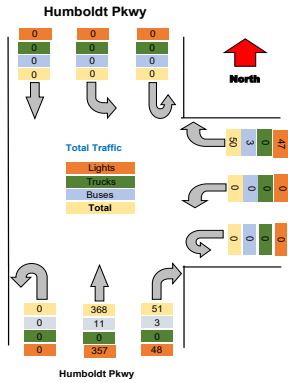 Humboldt Pkwy
0 0 0
0 0 0
0 0 0
0 0 0
North
50 3 0 47
Total Traffic
Lights
Trucks
Buses
Total
0 0 0 0
0 0 0 0
0 368 51
0 11 3
0 0 0
0 357 48
Humboldt Pkwy